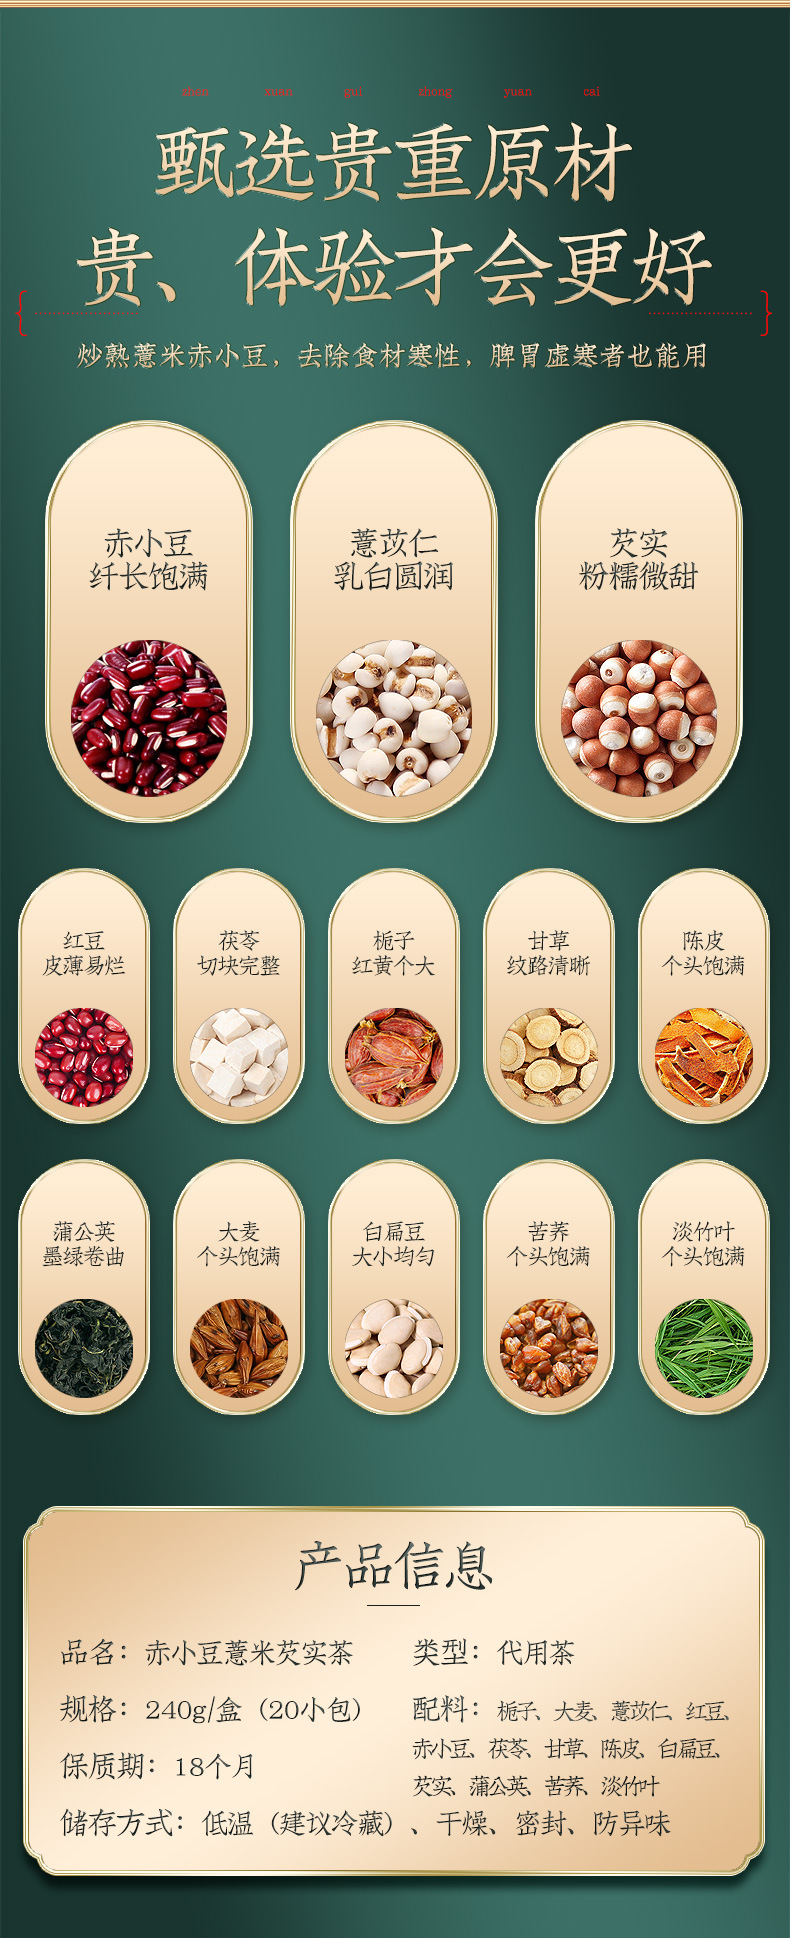 zhen xuan gui zhong yuan cai
甄选贵重原材
贵、体验才会更好
炒熟薏米赤小豆，去除食材寒性，脾胃虚寒者也能用
赤小豆
纤长饱满
薏苡仁
乳白圆润
芡实
粉糯微甜
红豆
皮薄易烂
茯苓
切块完整
栀子
红黄个大
甘草
纹路清晰
陈皮
个头饱满
蒲公英
墨绿卷曲
大麦
个头饱满
白扁豆
大小均匀
苦荞
个头饱满
淡竹叶
个头饱满
产品信息
品名：赤小豆薏米芡实茶
类型：代用茶
规格：240g/盒（20小包）
配料：栀子、大麦、薏苡仁、红豆、
赤小豆、茯苓、甘草、陈皮、白扁豆、
芡实、蒲公英、苦荞、淡竹叶
保质期：18个月
储存方式：低温（建议冷藏）、干燥、密封、防异味